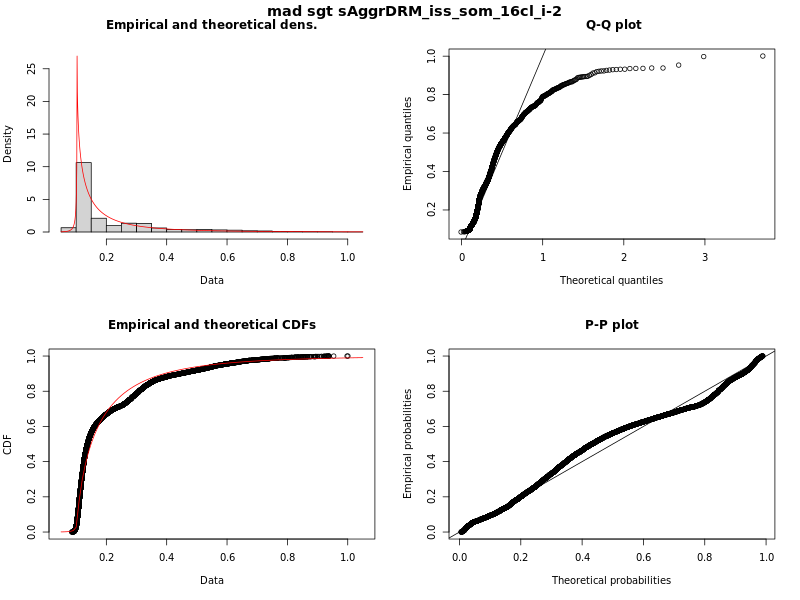 mad sgt sAggrDRM_iss_som_16cl_i-2
Empirical and theoretical dens.
Density
0 5 10 15 20 25
0.2 0.4 0.6 0.8 1.0
Data
Q-Q plot
Empirical quantiles
0.2 0.4 0.6 0.8 1.0
0 1 2 3
Theoretical quantiles
Empirical and theoretical CDFs
CDF
0.0 0.2 0.4 0.6 0.8 1.0
0.2 0.4 0.6 0.8 1.0
Data
P-P plot
Empirical probabilities
0.0 0.2 0.4 0.6 0.8 1.0
0.0 0.2 0.4 0.6 0.8 1.0
Theoretical probabilities